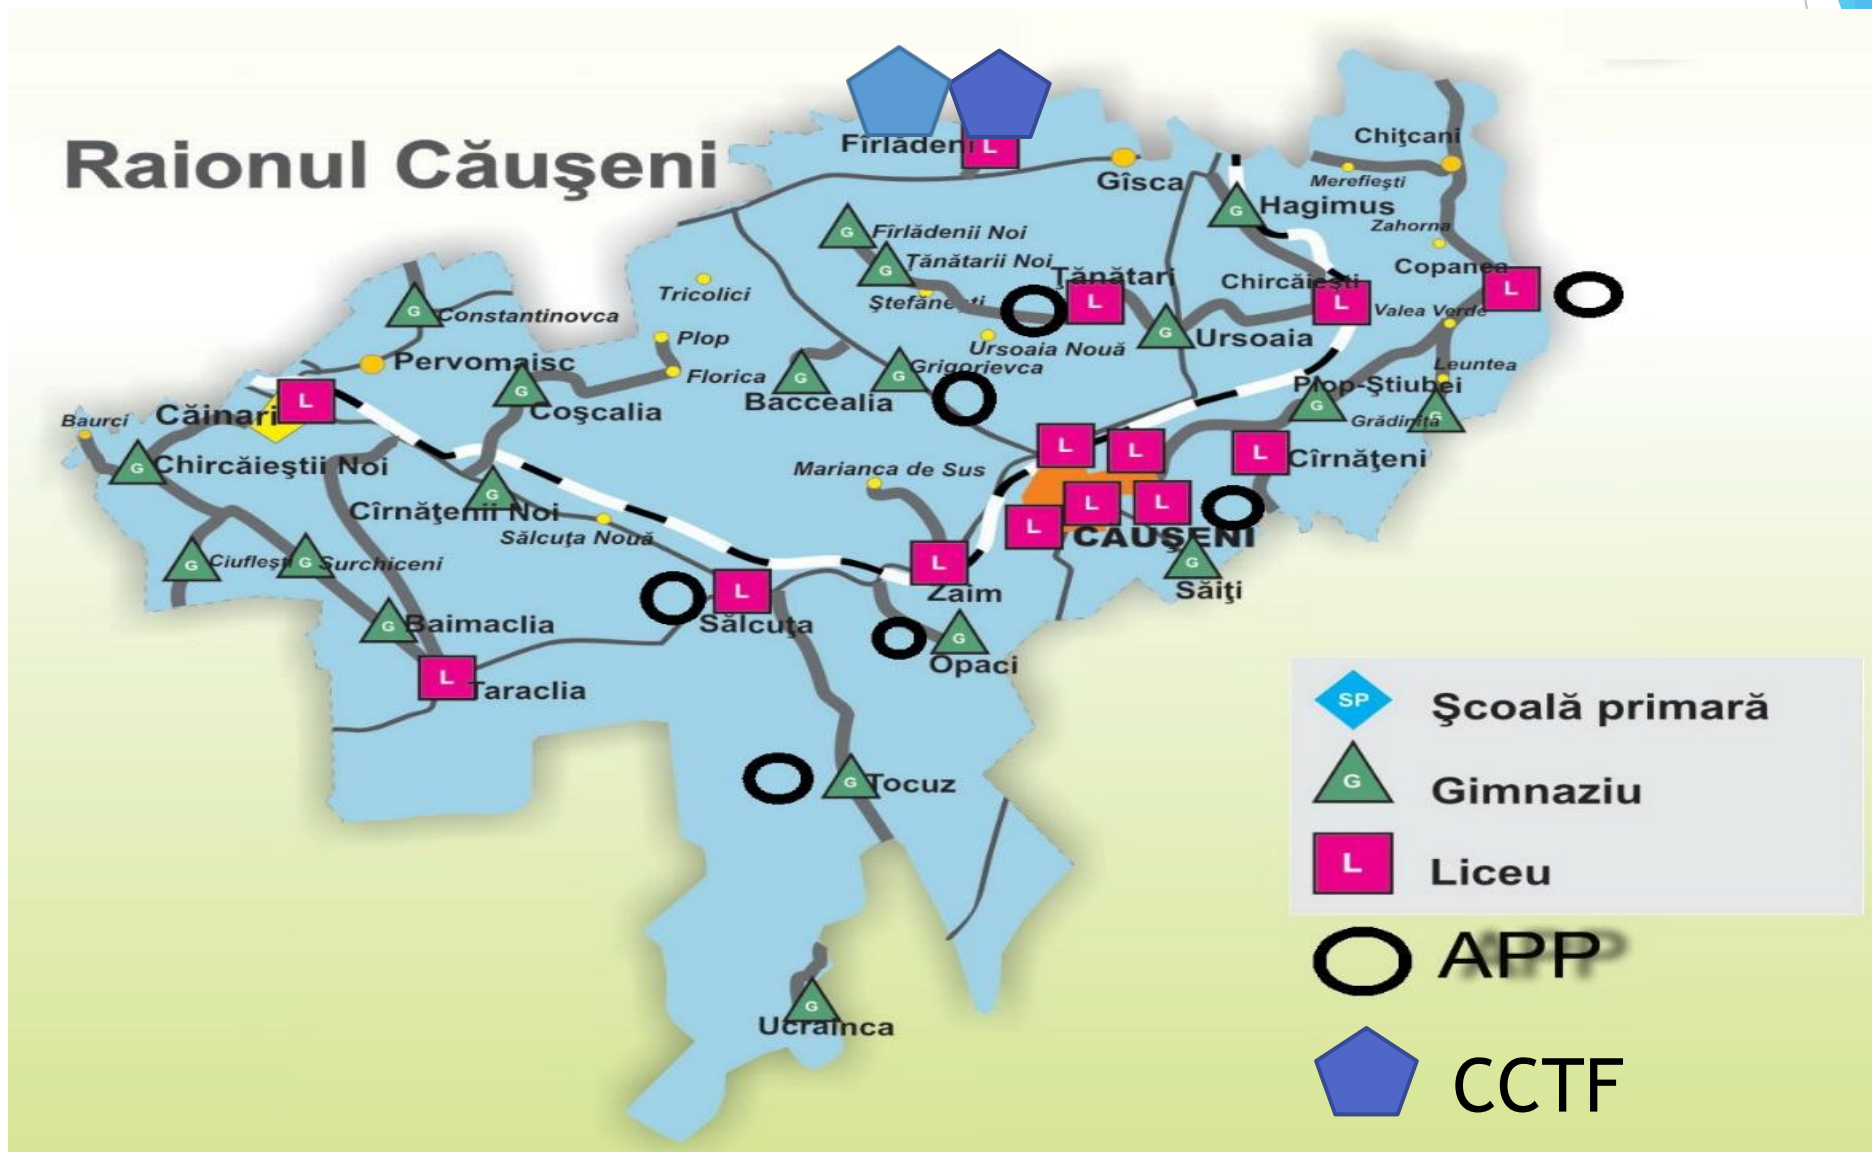 Raionul Căuşeni
Fîrlădeni
L
Gîsca
Chiţcani
Merefieşti
G
Hagimus
Zahorna
G
Fîrlădenii Noi
G
Ţănătarii Noi
Ţănătari
L
Ştefăneşti
Chircăieşti
L
Copanca
L
Valea Verde
Tricolici
G
Constantinovca
Plop
Ursoaia Nouă
G
Ursoaia
Pervomaisc
Florica
G
Baccealia
G
Grigorievca
Leuntea
Plop-Ştiubei
G
Grădiniţa
G
Căinari
L
G
Coşcalia
Baurci
G
Chircăieştii Noi
Marianca de Sus
L
L
L
Cîrnăţeni
G
Cîrnăţenii Noi
Sălcuţa Nouă
L
L
L
CĂUŞENI
G
Ciufleşti
G
Surchiceni
L
Sălcuţa
L
Zaim
G
Săiţi
G
Baimaclia
G
Opaci
L
Taraclia
G
Tocuz
G
Ucrainca
SP
Şcoală primară
G
Gimnaziu
L
Liceu
APP
CCTF